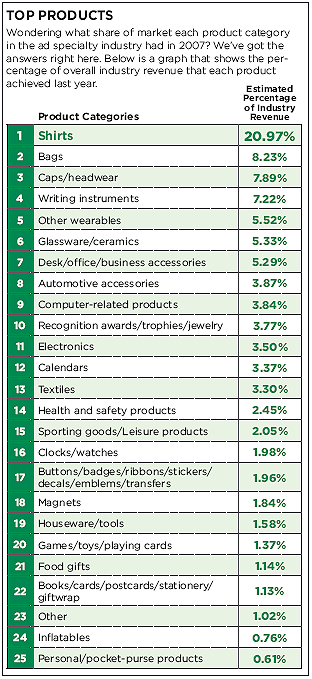 TOP PRODUCTS
Wondering what share of market each product category
in the ad specialty industry had in 2007? We've got the
answers right here. Below is a graph that shows the per-
centage of overall industry revenue that each product
achieved last year.
Estimated
Percentage
of Industry
Product Categories Revenue
1 Shirts 20.97%
2 Bags 8.23%
3 Caps/headwear 7.89%
4 Writing instruments 7.22%
5 Other wearables 5.52%
6 Glassware/ceramics 5.33%
7 Desk/office/business accessories 5.29%
8 Automotive accessories 3.87%
9 Computer-related products 3.84%
10 Recognition awards/trophies/jewelry 3.77%
11 Electronics 3.50%
12 Calendars 3.37%
13 Textiles 3.30%
14 Health and safety products 2.45%
15 Sporting goods/Leisure products 2.05%
16 Clocks/watches 1.98%
17 Buttons/badges/ribbons/stickers/
decals/emblems/transfers 1.96%
18 Magnets 1.84%
19 Houseware/tools 1.58%
20 Games/toys/playing cards 1.37%
21 Food gifts 1.14%
22 Books/cards/postcards/stationery/
giftwrap 1.13%
23 Other 1.02%
24 Inflatables 0.76%
25 Personal/pocket-purse products 0.61%